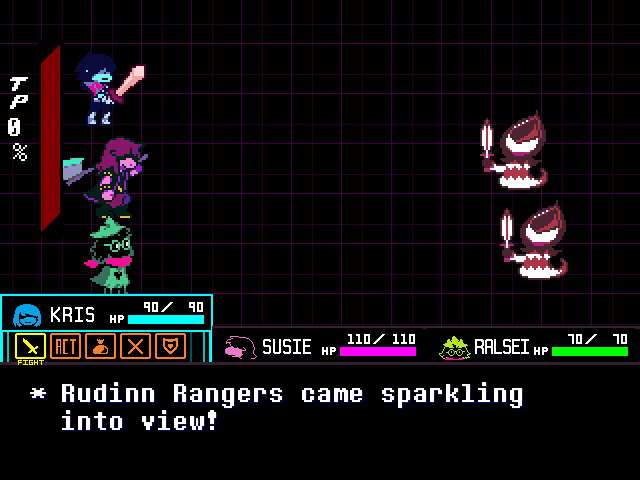 TP
0
%
KRIS HP 90/ 90
FIGHT ACT
SUSIE HP 110/ 110
RALSEI HP 70/ 70
* Rudinn Rangers came sparkling
into view!